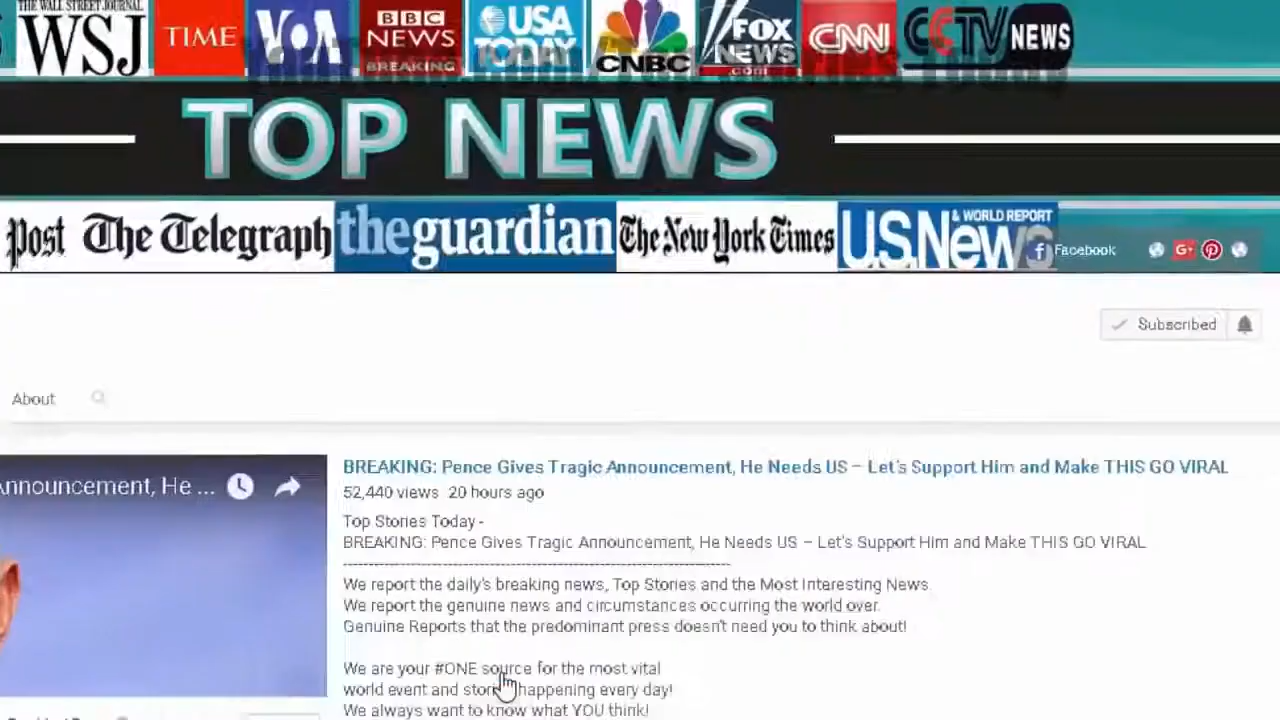 THE WALL STREET JOURNAL
WSJ TIME VOA BBC NEWS BREAKING USA TODAY CNBC FOX NEWS .com CNN CCTV NEWS
TOP NEWS
Post The Telegraph theguardian The New York Times U.S.News & WORLD REPORT
Facebook G+
Subscribed
About
BREAKING: Pence Gives Tragic Announcement, He Needs US – Let's Support Him and Make THIS GO VIRAL
Announcement, He ...
52,440 views 20 hours ago
Top Stories Today -
BREAKING: Pence Gives Tragic Announcement, He Needs US – Let's Support Him and Make THIS GO VIRAL
We report the daily's breaking news, Top Stories and the Most Interesting News.
We report the genuine news and circumstances occurring the world over.
Genuine Reports that the predominant press doesn't need you to think about!
We are your #ONE source for the most vital
world event and happening every day!
We always want to know what YOU think!